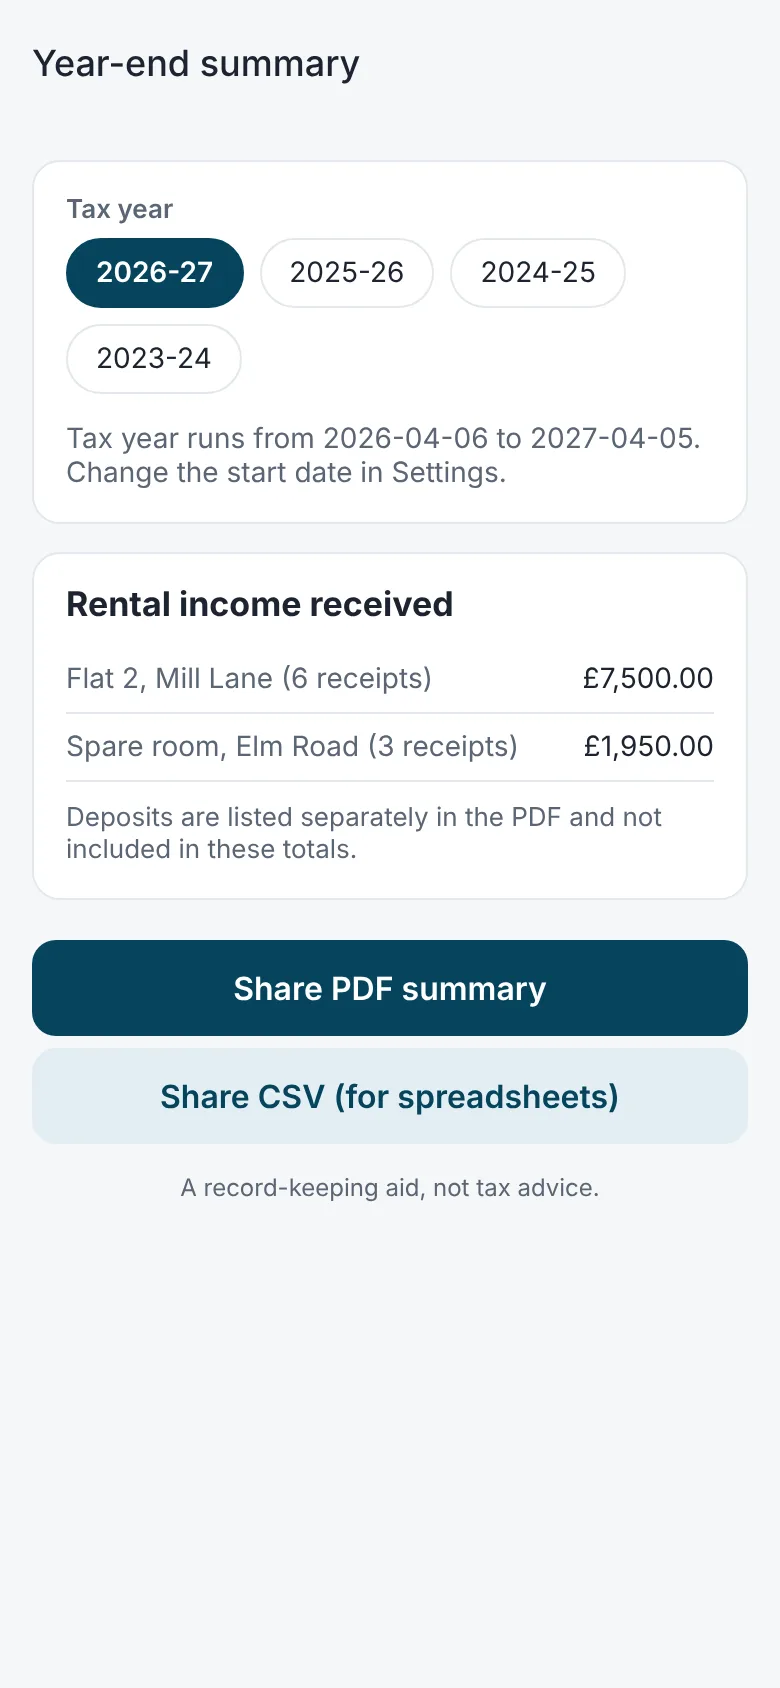 Year-end summary
Tax year
2026-27
2025-26
2024-25
2023-24
Tax year runs from 2026-04-06 to 2027-04-05.
Change the start date in Settings.
Rental income received
Flat 2, Mill Lane (6 receipts) £7,500.00
Spare room, Elm Road (3 receipts) £1,950.00
Deposits are listed separately in the PDF and not
included in these totals.
Share PDF summary
Share CSV (for spreadsheets)
A record-keeping aid, not tax advice.